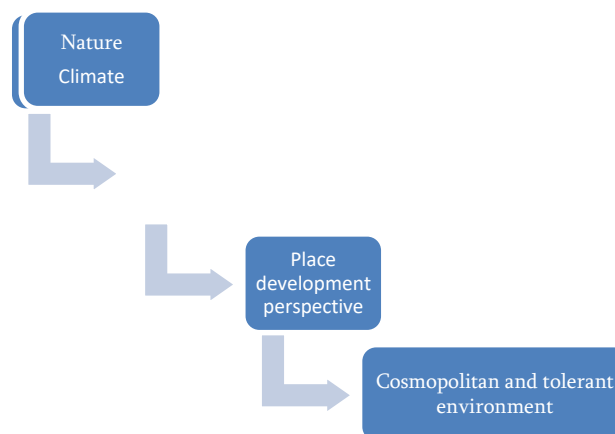 Nature
Climate
Place
development
perspective
Cosmopolitan and tolerant
environment